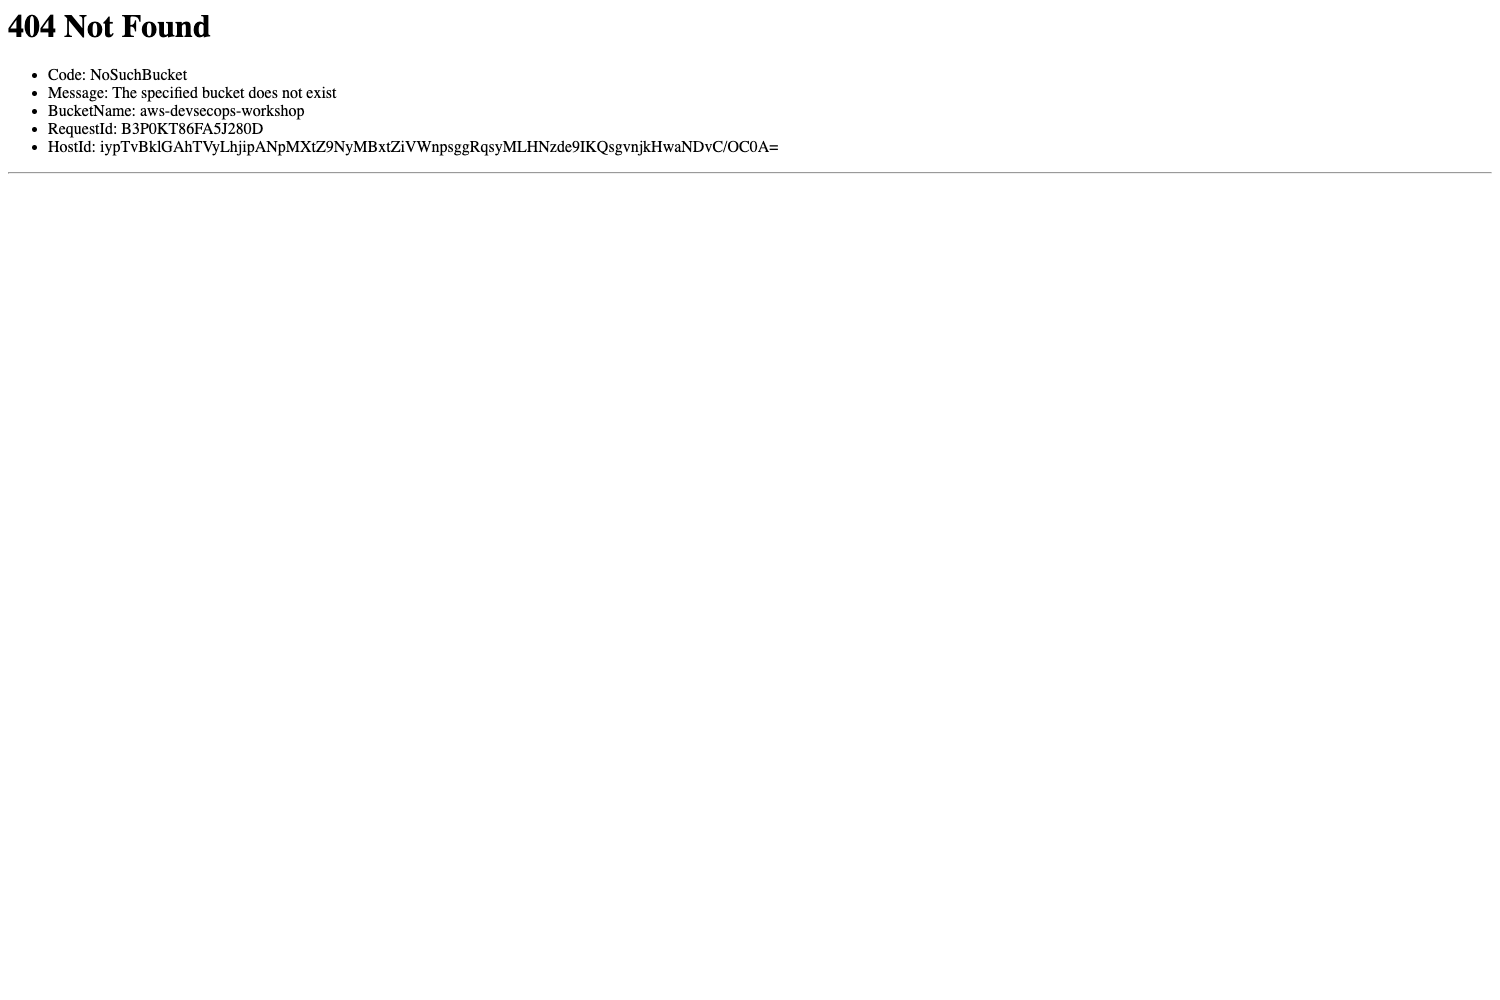 404 Not Found
Code: NoSuchBucket
Message: The specified bucket does not exist
BucketName: aws-devsecops-workshop
RequestId: B3P0KT86FA5J280D
HostId: iypTvBklGAhTVyLhjipANpMXtZ9NyMBxtZiVWnpsggRqsyMLHNzde9IKQsgvnjkHwaNDvC/OC0A=